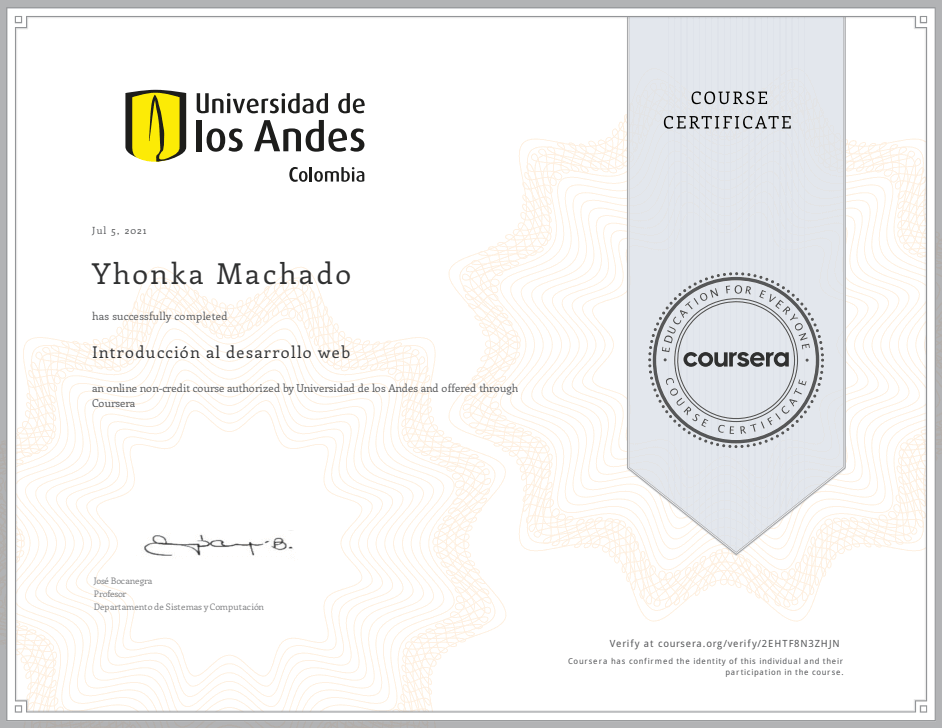 Universidad de
los Andes
Colombia
COURSE
CERTIFICATE
Jul 5, 2021
Yhonka Machado
has successfully completed
Introducción al desarrollo web
an online non-credit course authorized by Universidad de los Andes and offered through
Coursera
EDUCATION FOR EVERYONE
coursera
COURSE CERTIFICATE
José Bocanegra
Profesor
Departamento de Sistemas y Computación
Verify at coursera.org/verify/2EHTF8N3ZHJN
Coursera has confirmed the identity of this individual and their
participation in the course.